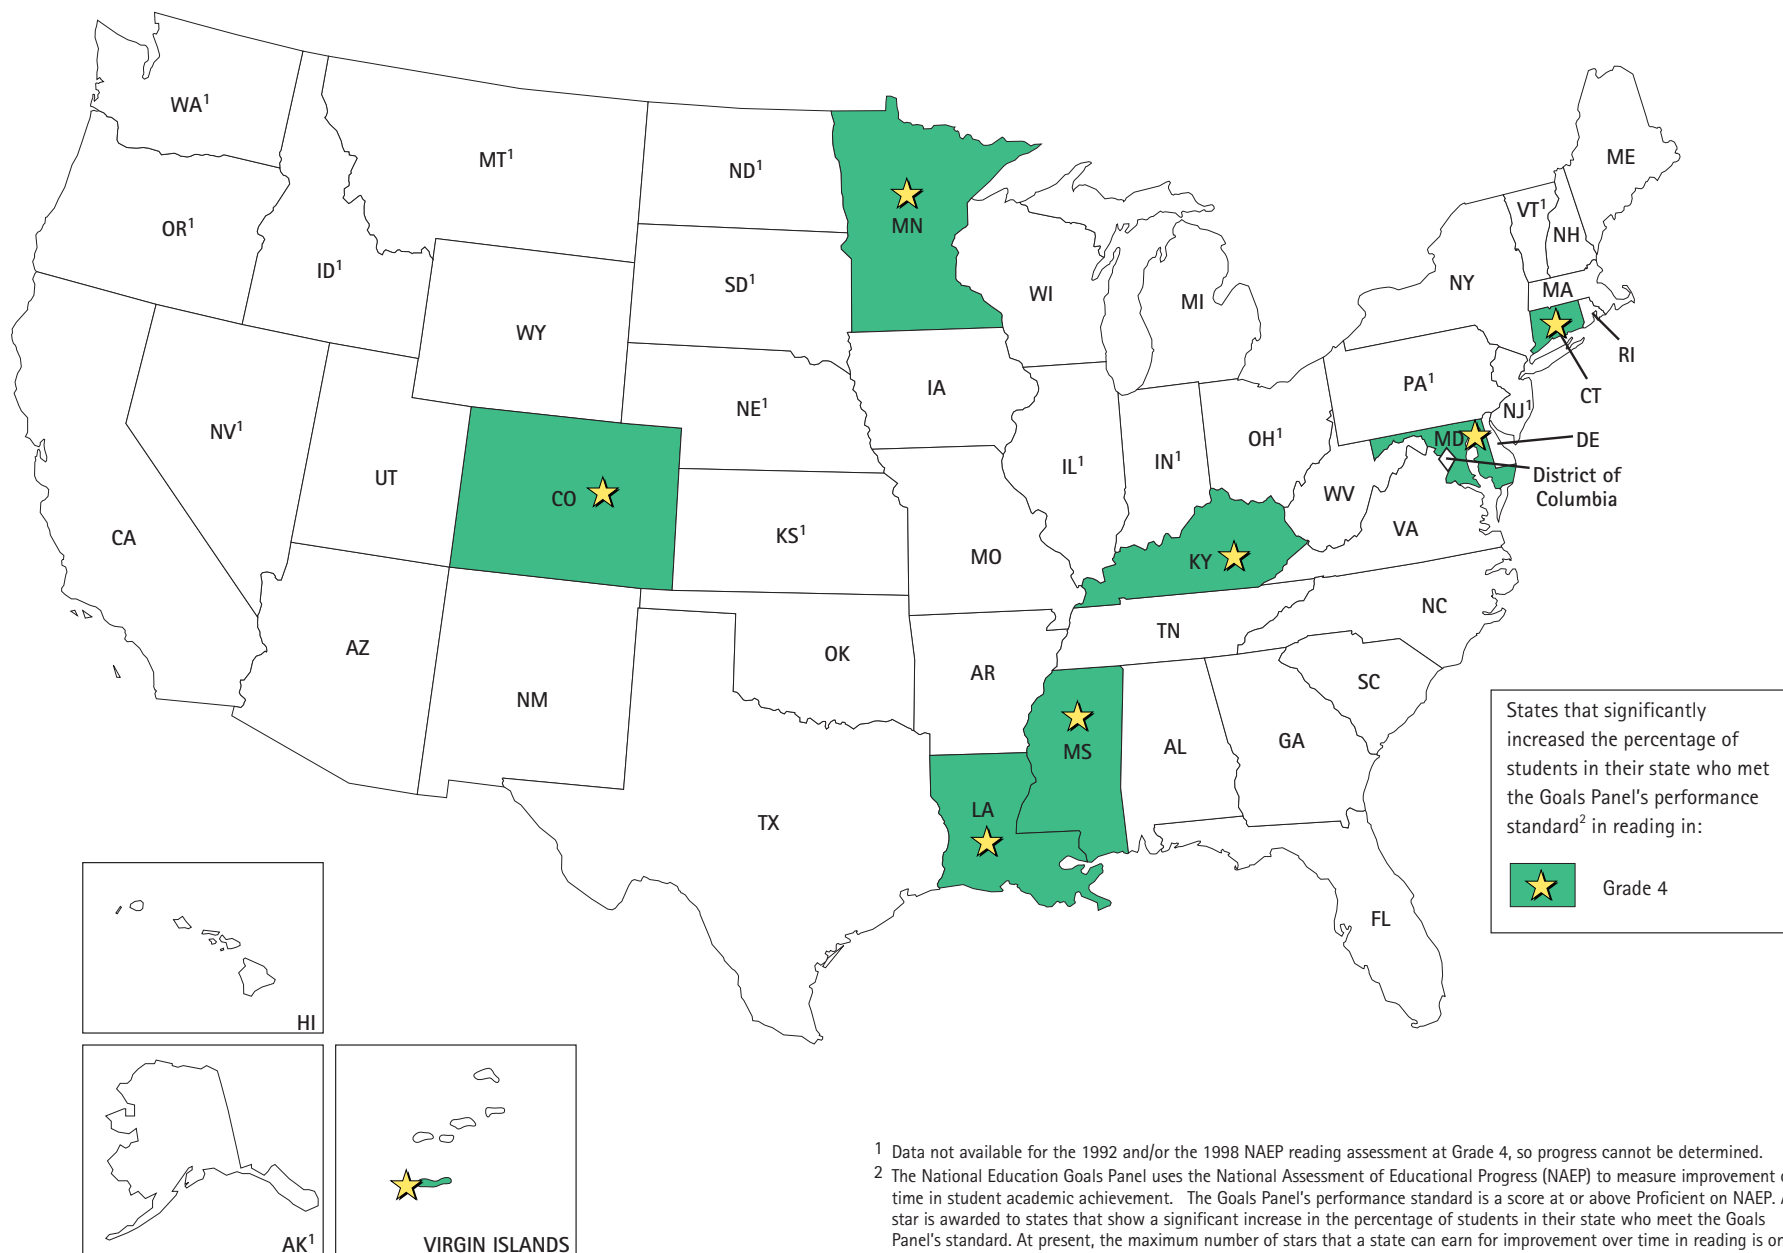 WA¹
MT¹
ND¹
ME
OR¹
MN
VT¹
NH
ID¹
SD¹
WI
MI
NY
MA
WY
RI
IA
PA¹
CT
NE¹
NJ¹
NV¹
OH¹
MD
DE
UT
IL¹
IN¹
District of
Columbia
CO
WV
CA
KS¹
MO
VA
KY
NC
AZ
OK
TN
AR
SC
NM
MS
AL
GA
TX
LA
FL
States that significantly
increased the percentage of
students in their state who met
the Goals Panel's performance
standard² in reading in:
Grade 4
HI
AK¹
VIRGIN ISLANDS
1 Data not available for the 1992 and/or the 1998 NAEP reading assessment at Grade 4, so progress cannot be determined.
2 The National Education Goals Panel uses the National Assessment of Educational Progress (NAEP) to measure improvement
time in student academic achievement. The Goals Panel's performance standard is a score at or above Proficient on NAEP.
star is awarded to states that show a significant increase in the percentage of students in their state who meet the Goals
Panel's standard. At present, the maximum number of stars that a state can earn for improvement over time in reading is